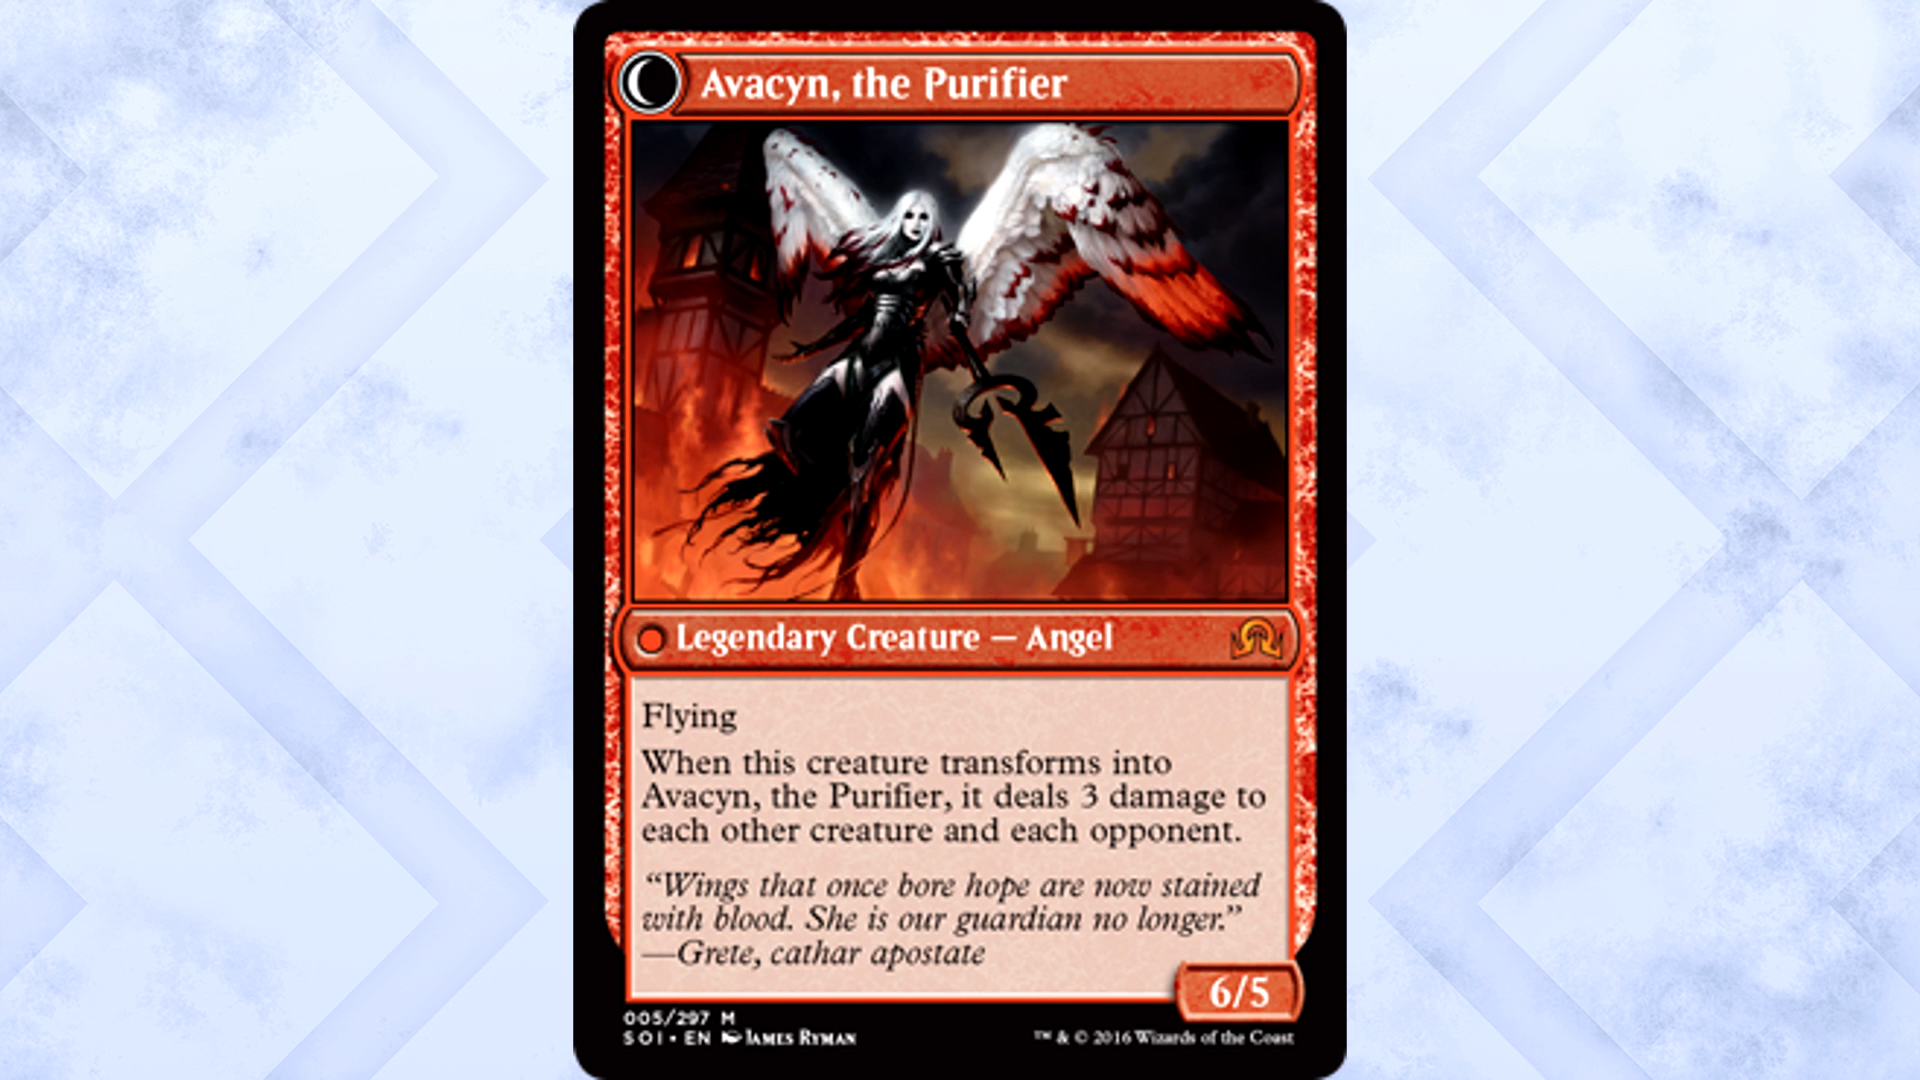 Avacyn, the Purifier
Legendary Creature — Angel
Flying
When this creature transforms into
Avacyn, the Purifier, it deals 3 damage to
each other creature and each opponent.
“Wings that once bore hope are now stained
with blood. She is our guardian no longer.”
—Grete, cathar apostate
6/5
005/297 M
SOI • EN James Ryman
™ & © 2016 Wizards of the Coast